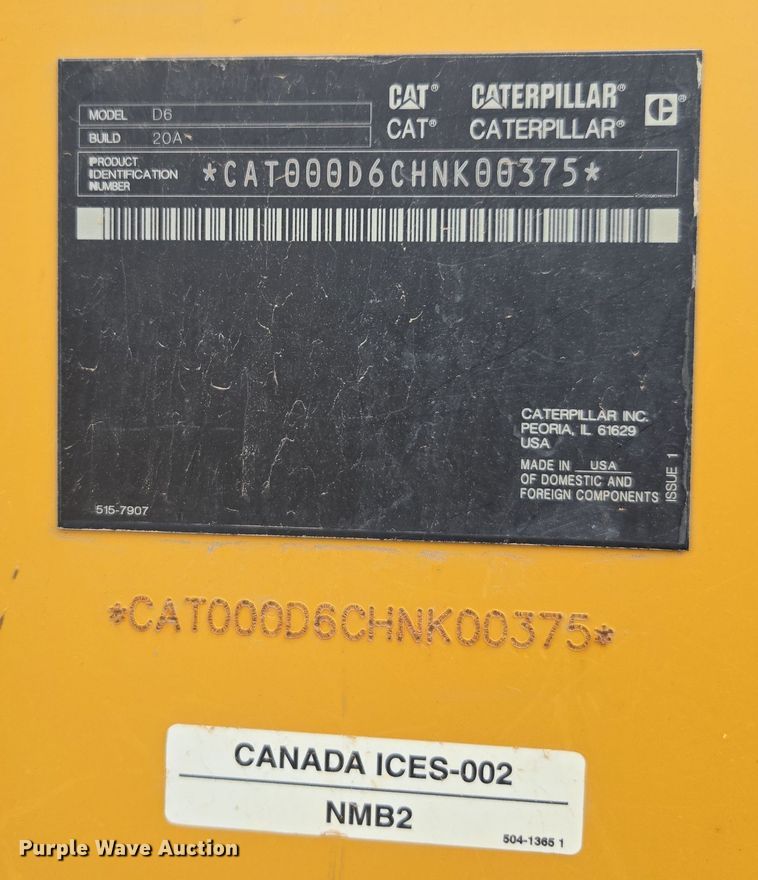 MODEL D6
BUILD 20A
CAT® CATERPILLAR® C®
CAT® CATERPILLAR®
PRODUCT IDENTIFICATION NUMBER *CAT000D6CHNK00375*
CATERPILLAR INC.
PEORIA, IL 61629
USA
MADE IN USA
OF DOMESTIC AND
FOREIGN COMPONENTS
ISSUE 1
515-7907
*CAT000D6CHNK00375*
CANADA ICES-002
NMB2
504-1365 1
Purple Wave Auction